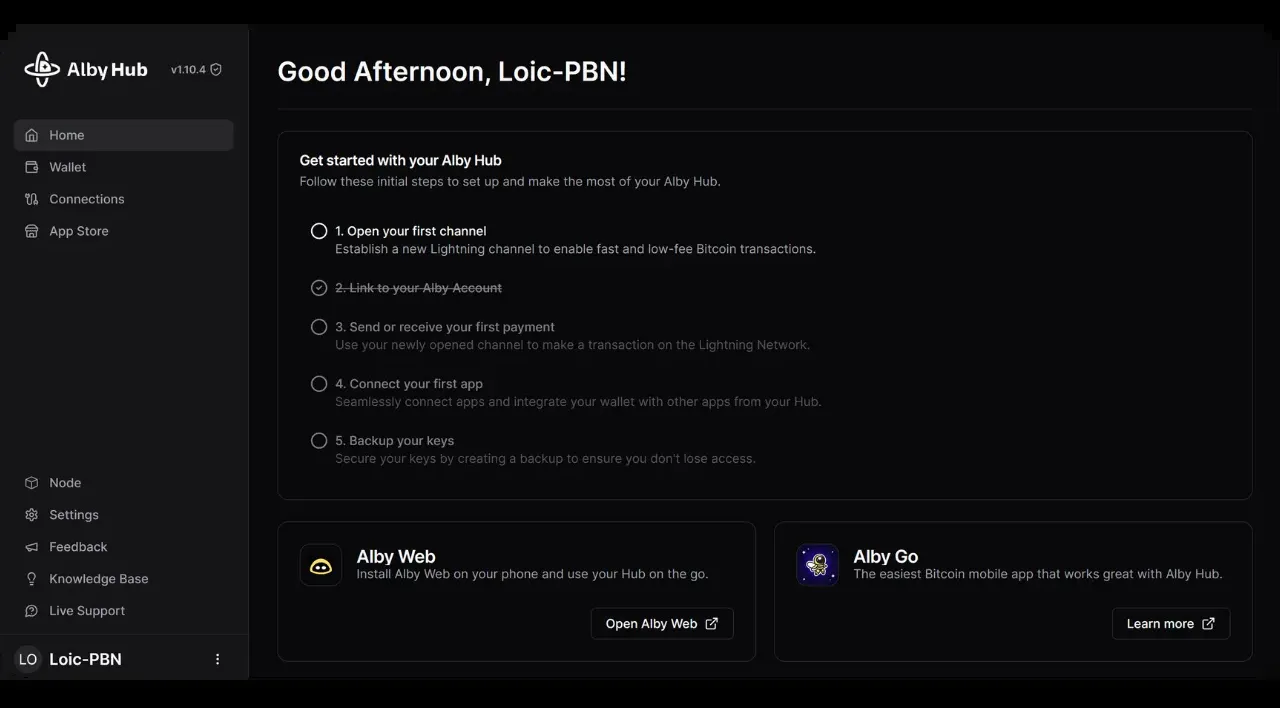 Alby Hub v1.10.4
Home
Wallet
Connections
App Store
Node
Settings
Feedback
Knowledge Base
Live Support
LO Loic-PBN
Good Afternoon, Loic-PBN!
Get started with your Alby Hub
Follow these initial steps to set up and make the most of your Alby Hub.
1. Open your first channel
Establish a new Lightning channel to enable fast and low-fee Bitcoin transactions.
2. Link to your Alby Account
3. Send or receive your first payment
Use your newly opened channel to make a transaction on the Lightning Network.
4. Connect your first app
Seamlessly connect apps and integrate your wallet with other apps from your Hub.
5. Backup your keys
Secure your keys by creating a backup to ensure you don't lose access.
Alby Web
Install Alby Web on your phone and use your Hub on the go.
Open Alby Web
Alby Go
The easiest Bitcoin mobile app that works great with Alby Hub.
Learn more